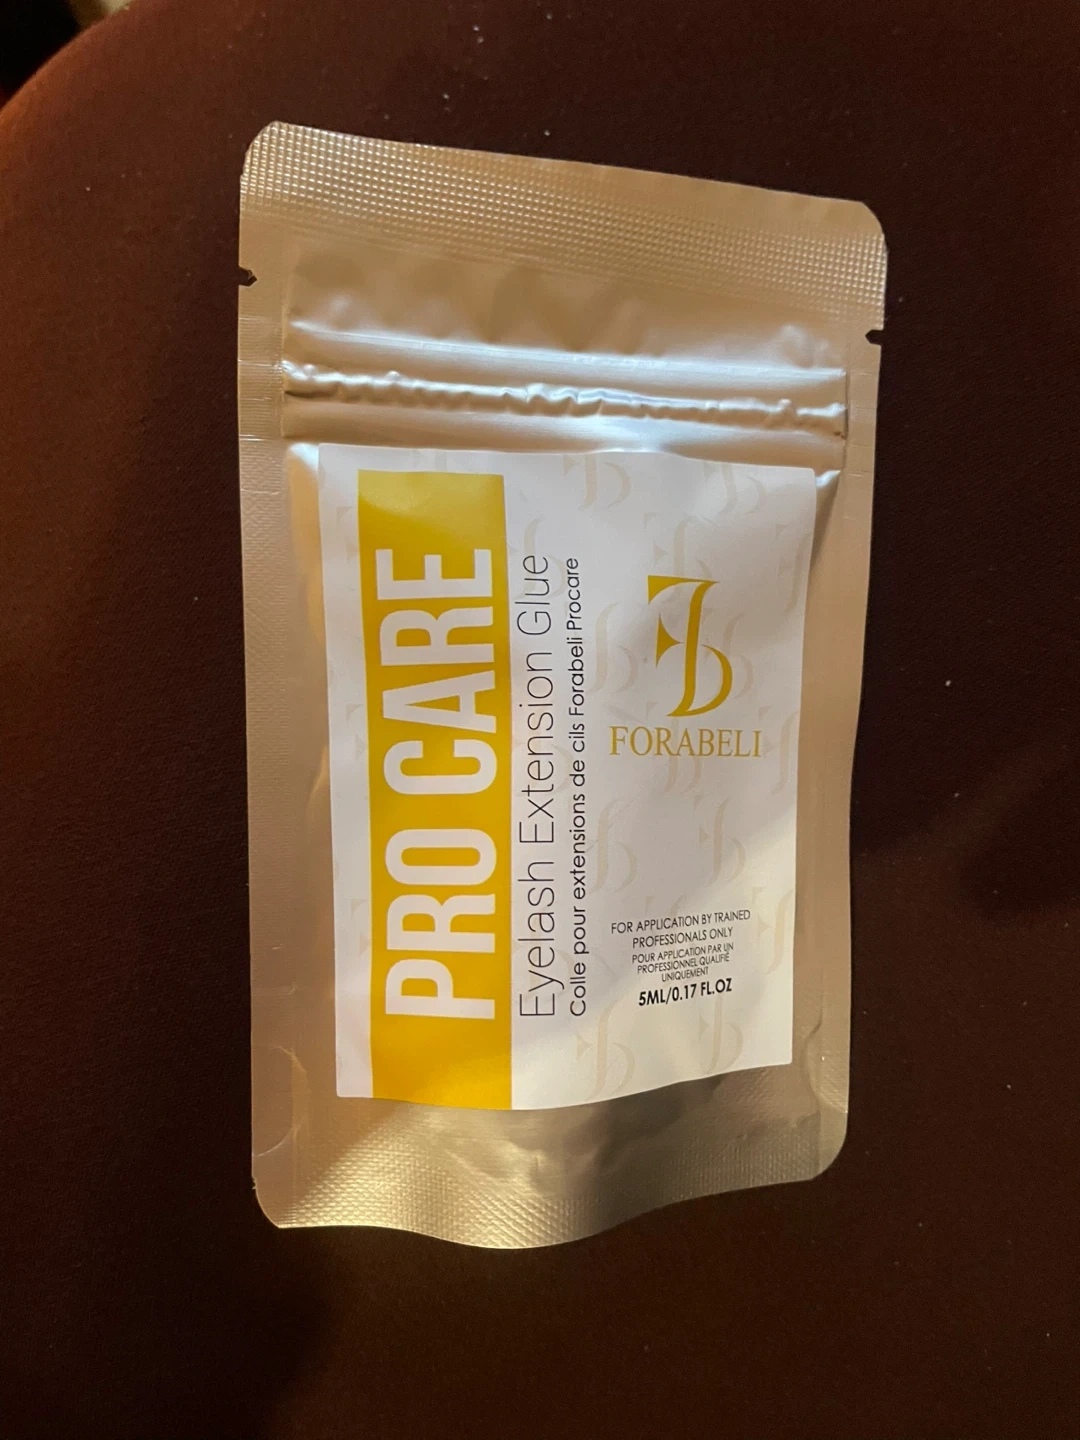 PRO CARE
Eyelash Extension Glue
Colle pour extensions de cils Forabeli Procare
FORABELI
FOR APPLICATION BY TRAINED
PROFESSIONALS ONLY
POUR APPLICATION PAR UN
PROFESSIONNEL QUALIFIÉ
UNIQUEMENT
5ML/0.17 FL.OZ